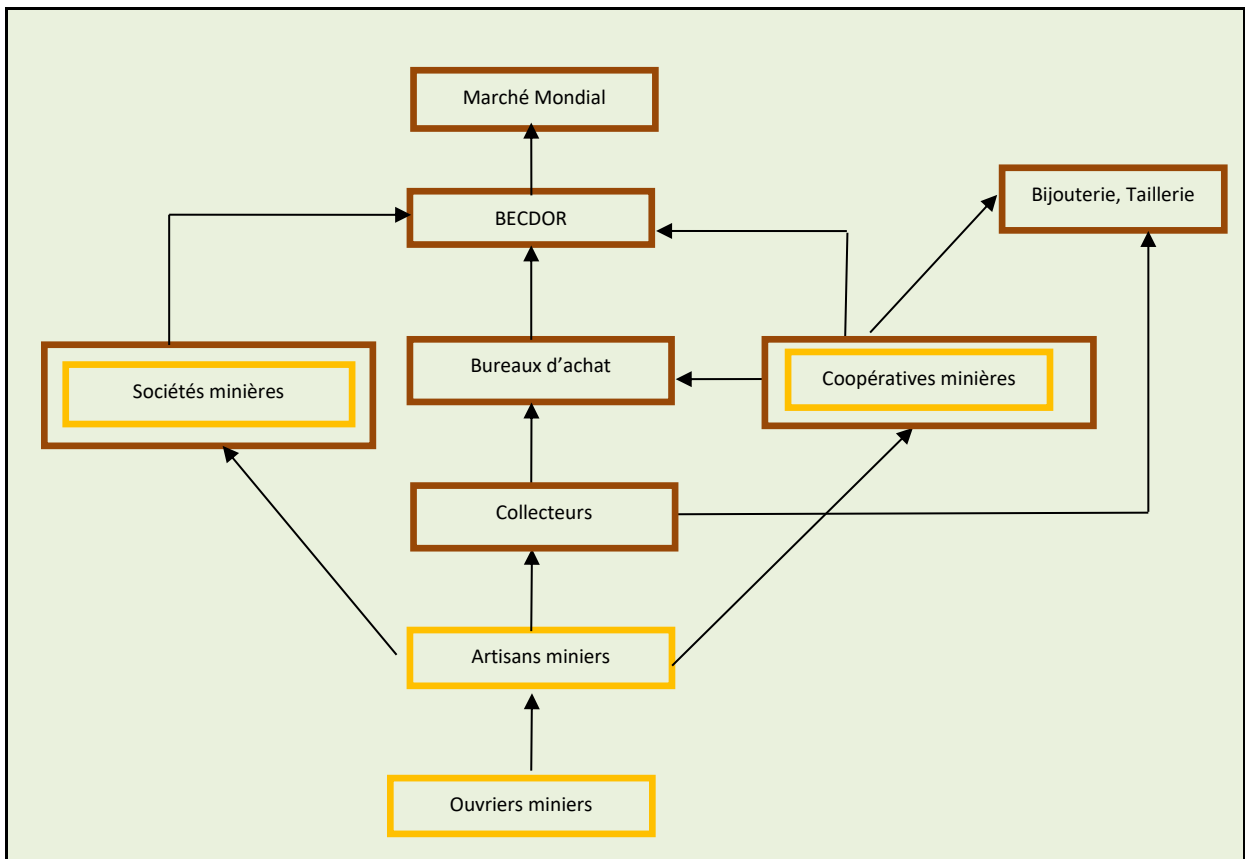 Marché Mondial
Bijouterie, Taillerie
BECDOR
Bureaux d’achat
Coopératives minières
Sociétés minières
Collecteurs
Artisans miniers
Ouvriers miniers